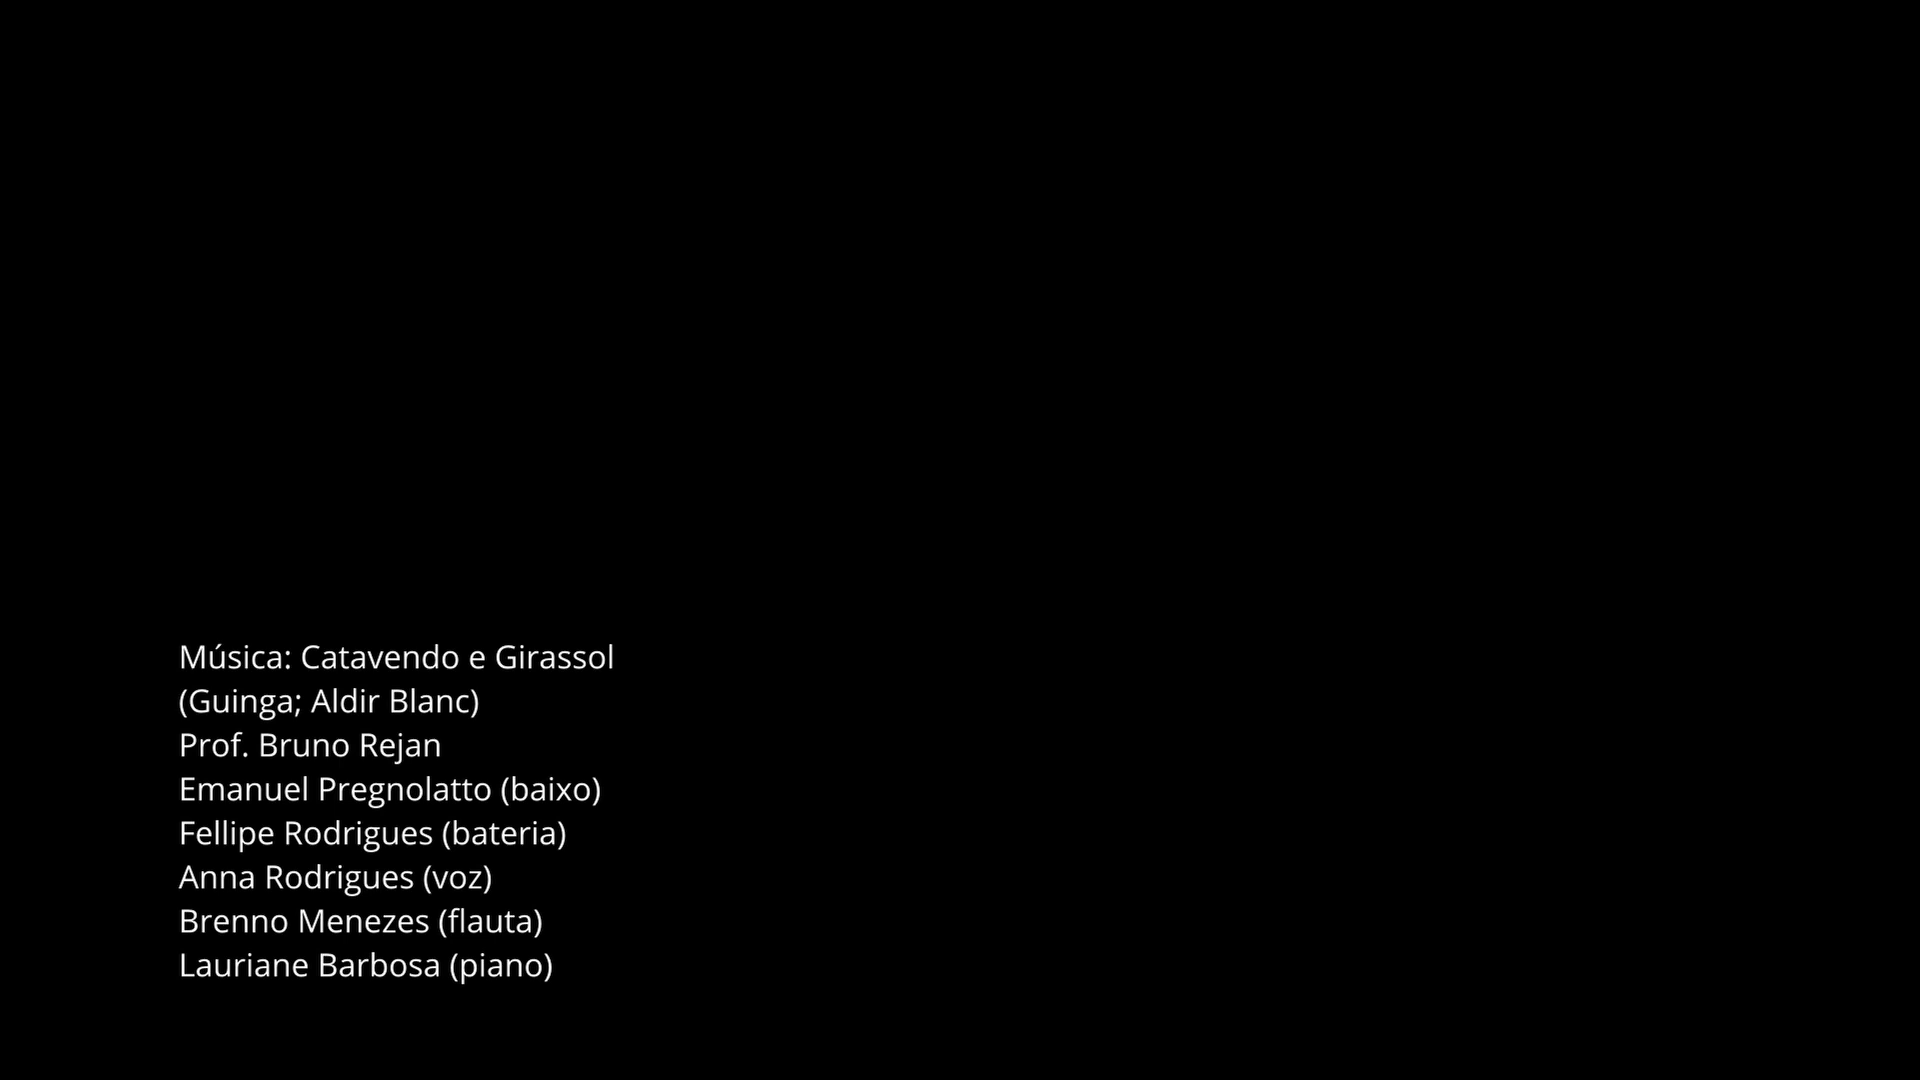 Música: Catavendo e Girassol
(Guinga; Aldir Blanc)
Prof. Bruno Rejan
Emanuel Pregnolatto (baixo)
Fellipe Rodrigues (bateria)
Anna Rodrigues (voz)
Brenno Menezes (flauta)
Lauriane Barbosa (piano)